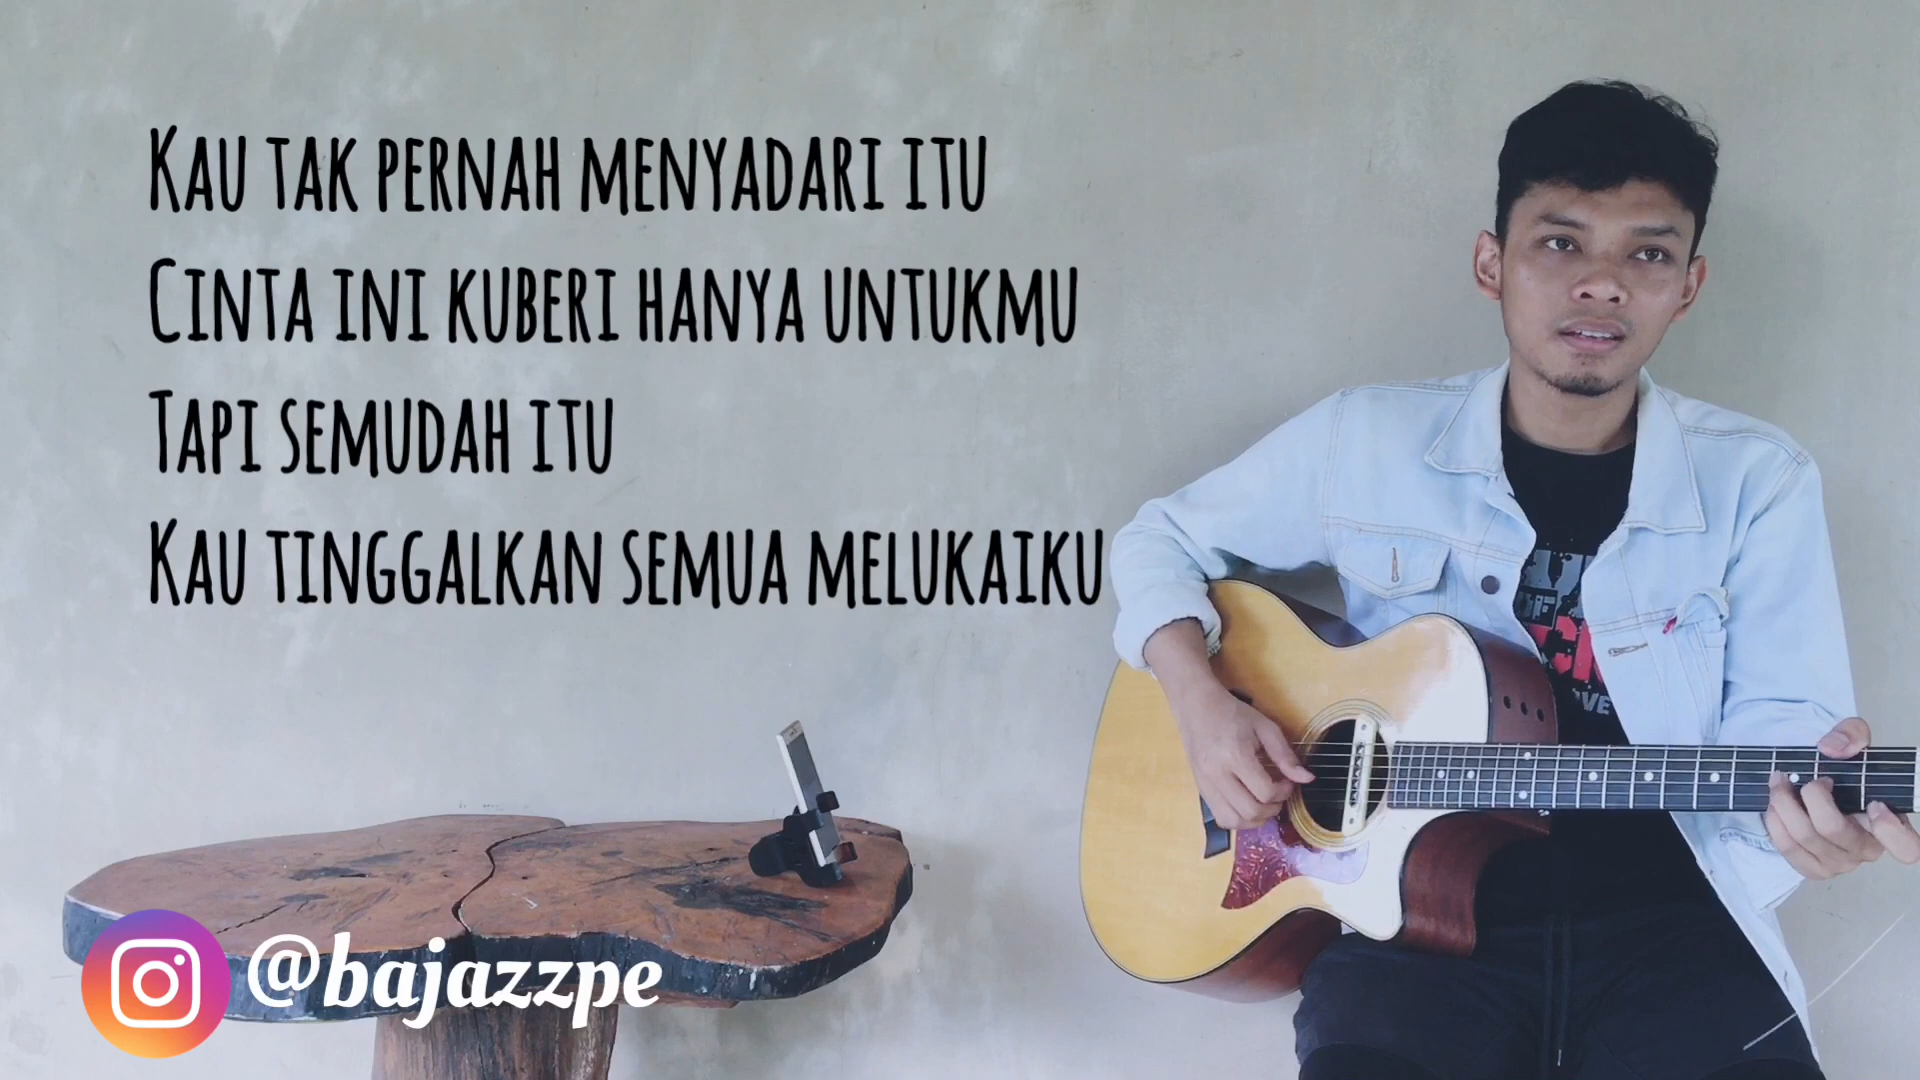 Kau tak pernah menyadari itu
Cinta ini kuberi hanya untukmu
Tapi semudah itu
Kau tinggalkan semua melukaiku
@bajazzpe